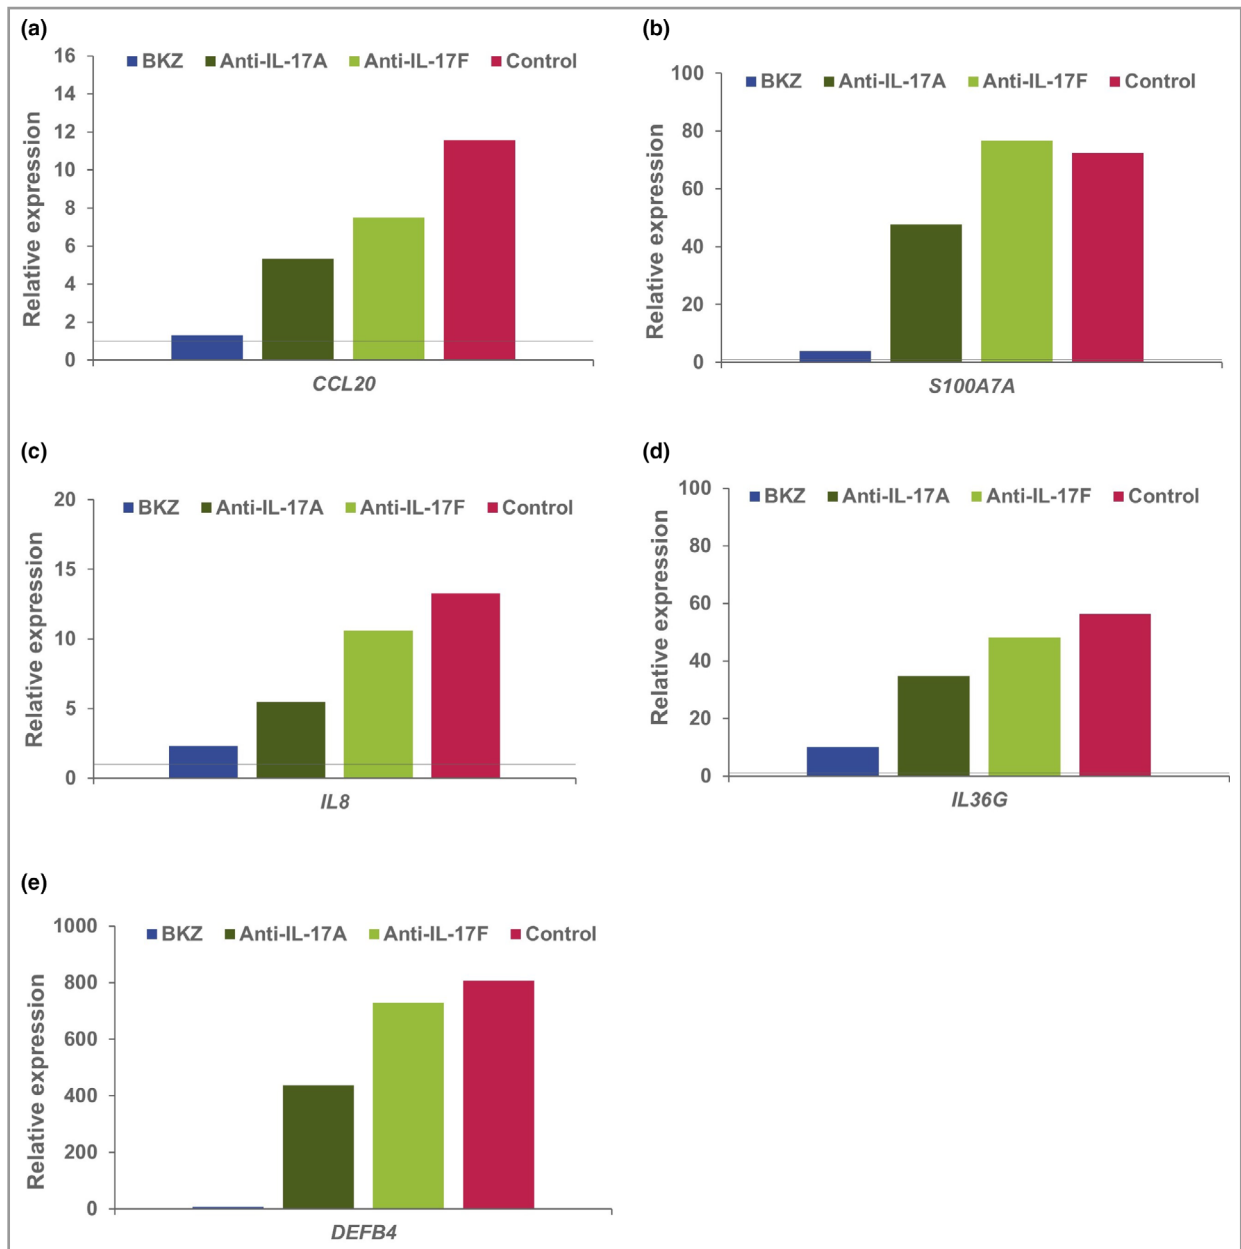 (a)
BKZ Anti-IL-17A Anti-IL-17F Control
Relative expression
16
14
12
10
8
6
4
2
0
CCL20
(b)
BKZ Anti-IL-17A Anti-IL-17F Control
Relative expression
100
80
60
40
20
0
S100A7A
(c)
BKZ Anti-IL-17A Anti-IL-17F Control
Relative expression
20
15
10
5
0
IL8
(d)
BKZ Anti-IL-17A Anti-IL-17F Control
Relative expression
100
80
60
40
20
0
IL36G
(e)
BKZ Anti-IL-17A Anti-IL-17F Control
Relative expression
1000
800
600
400
200
0
DEFB4